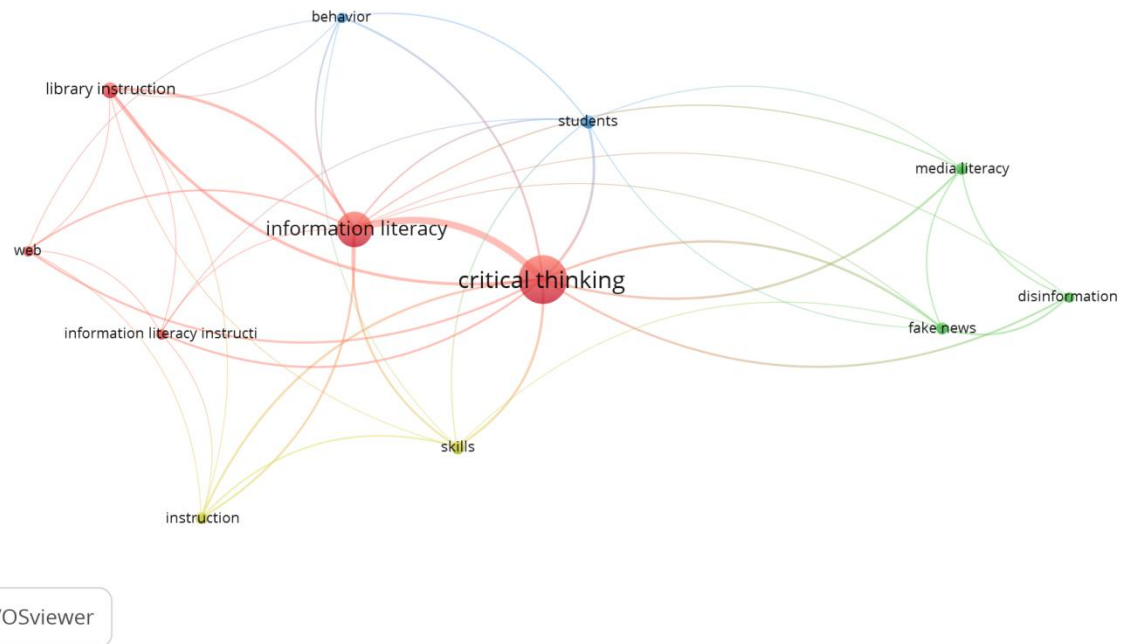 behavior
library instruction
students
media literacy
information literacy
web
critical thinking
disinformation
fake news
information literacy instructi
skills
instruction
OSviewer